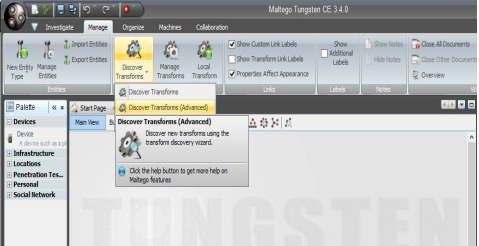 Maltego Tungsten CE 3.4.0
Investigate Manage Organize Machines Collaboration
New Entity Type
Manage Entities
Import Entities
Export Entities
Entities
Discover Transforms
Manage Transforms
Local Transform
Show Custom Link Labels
Show Transform Link Labels
Properties Affect Appearance
Links
Show Additional Labels
Labels
Show Notes
Hide Notes
Notes
Close All Documents
Close Other Document
Overview
Discover Transforms
Discover Transforms (Advanced)
Palette
Start Page
Devices
Main View
Device
A device such as a ph
Infrastructure
Locations
Penetration Tes...
Personal
Social Network
Discover Transforms (Advanced)
Discover new transforms using the
transform discovery wizard.
Click the help button to get more help on
Maltego features
TUNGSTEN